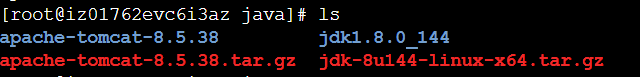 [root@iz01762evc6i3az java]# ls
apache-tomcat-8.5.38 jdk1.8.0_144
apache-tomcat-8.5.38.tar.gz jdk-8u144-linux-x64.tar.gz